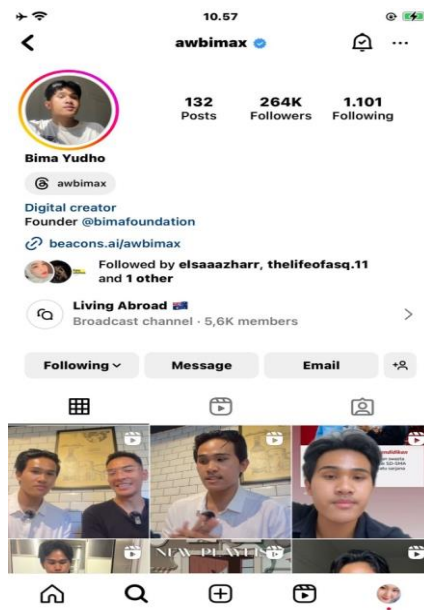 10.57
awbimax
132 264K 1.101
Posts Followers Following
Bima Yudho
awbimax
Digital creator
Founder @bimafoundation
beacons.ai/awbimax
Followed by elsaaazharr, thelifeofasq.11
and 1 other
Living Abroad
Broadcast channel · 5,6K members
Following Message Email
NEW PLAYLIST